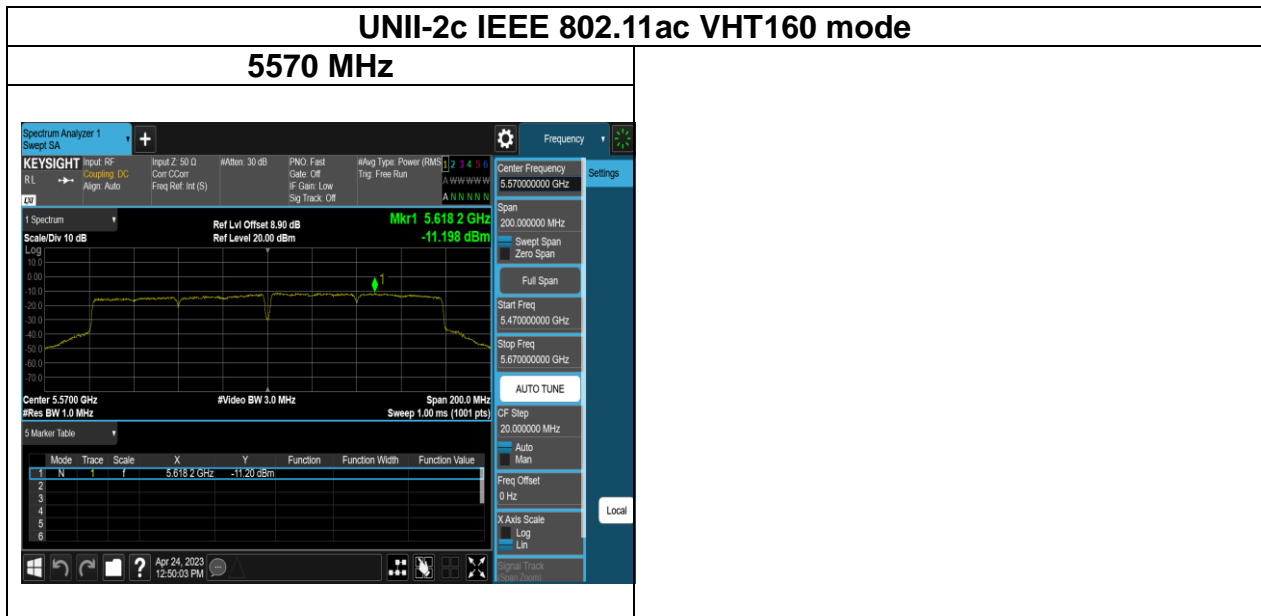 UNII-2c IEEE 802.11ac VHT160 mode
5570 MHz
Spectrum Analyzer 1
Swept SA
+
Frequency
KEYSIGHT
RL
Input: RF
Coupling: DC
Align: Auto
Input Z: 50 Ω
Corr CCorr
Freq Ref: Int (S)
#Atten: 30 dB
PNO: Fast
Gate: Off
IF Gain: Low
Sig Track: Off
#Avg Type: Power (RMS
Trig: Free Run
1 2 3 4 5 6
A W W W W W
A N N N N N
1 Spectrum
Scale/Div 10 dB
Ref Lvl Offset 8.90 dB
Ref Level 20.00 dBm
Mkr1 5.618 2 GHz
-11.198 dBm
Log
10.0
0.00
-10.0
-20.0
-30.0
-40.0
-50.0
-60.0
-70.0
1
Center 5.5700 GHz
#Video BW 3.0 MHz
Span 200.0 MHz
#Res BW 1.0 MHz
Sweep 1.00 ms (1001 pts)
5 Marker Table
Mode Trace Scale X Y Function Function Width Function Value
1 N 1 f 5.618 2 GHz -11.20 dBm
2
3
4
5
6
Apr 24, 2023
12:50:03 PM
Center Frequency
5.570000000 GHz
Settings
Span
200.000000 MHz
Swept Span
Zero Span
Full Span
Start Freq
5.470000000 GHz
Stop Freq
5.670000000 GHz
AUTO TUNE
CF Step
20.000000 MHz
Auto
Man
Freq Offset
0 Hz
X Axis Scale
Log
Lin
Local
Signal Track
(Span Zoom)